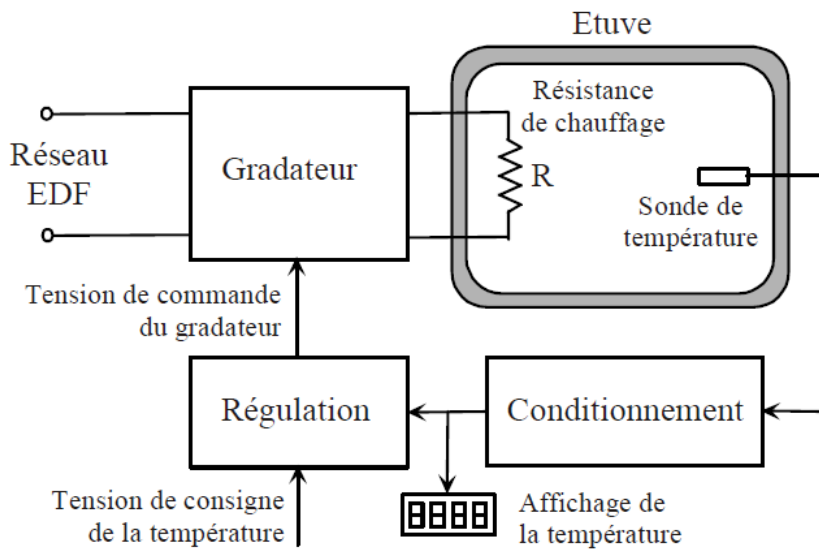 Etuve
Résistance
de chauffage
Réseau
EDF
Gradateur
R
Sonde de
température
Tension de commande
du gradateur
Régulation
Conditionnement
Tension de consigne
de la température
8888
Affichage de
la température